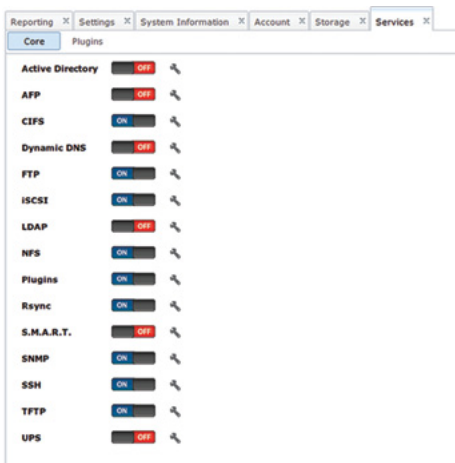 Reporting X Settings X System Information X Account X Storage X Services X
Core Plugins
Active Directory OFF
AFP OFF
CIFS ON
Dynamic DNS OFF
FTP ON
iSCSI ON
LDAP OFF
NFS ON
Plugins ON
Rsync ON
S.M.A.R.T. OFF
SNMP ON
SSH ON
TFTP ON
UPS OFF